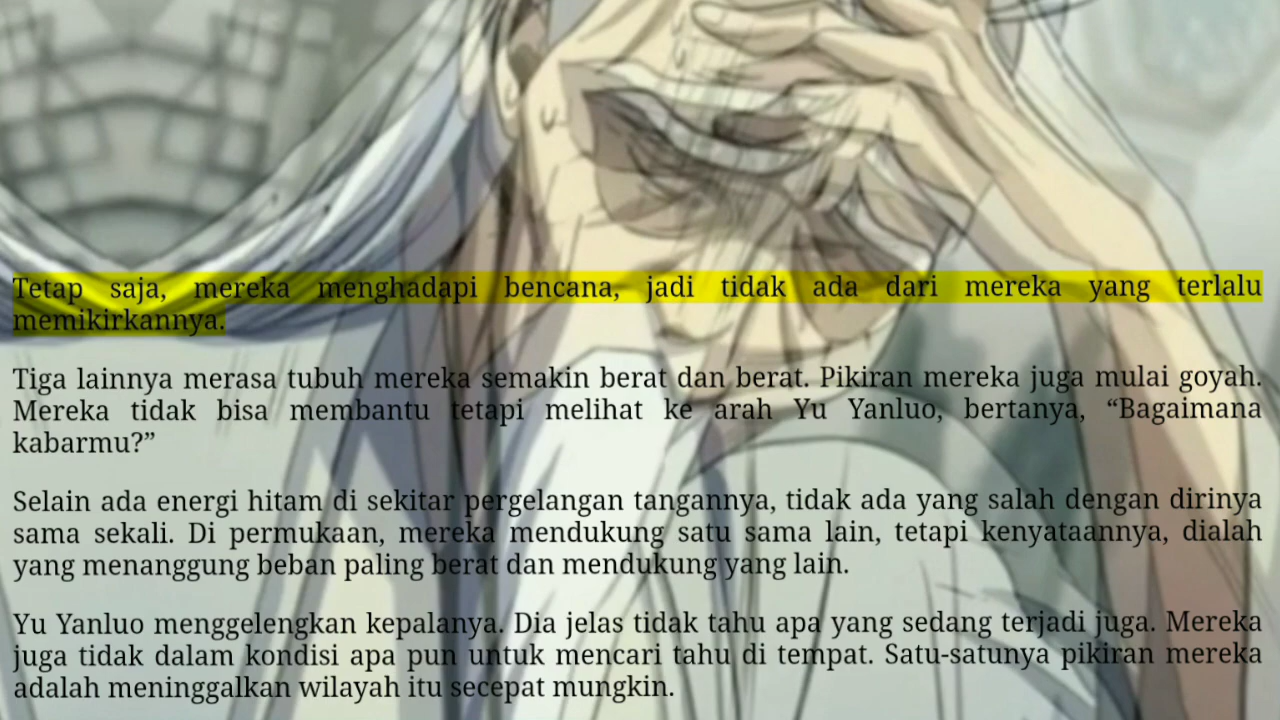 Tetap saja, mereka menghadapi bencana, jadi tidak ada dari mereka yang terlalu
memikirkannya.
Tiga lainnya merasa tubuh mereka semakin berat dan berat. Pikiran mereka juga mulai goyah.
Mereka tidak bisa membantu tetapi melihat ke arah Yu Yanluo, bertanya, “Bagaimana
kabarmu?”
Selain ada energi hitam di sekitar pergelangan tangannya, tidak ada yang salah dengan dirinya
sama sekali. Di permukaan, mereka mendukung satu sama lain, tetapi kenyataannya, dialah
yang menanggung beban paling berat dan mendukung yang lain.
Yu Yanluo menggelengkan kepalanya. Dia jelas tidak tahu apa yang sedang terjadi juga. Mereka
juga tidak dalam kondisi apa pun untuk mencari tahu di tempat. Satu-satunya pikiran mereka
adalah meninggalkan wilayah itu secepat mungkin.